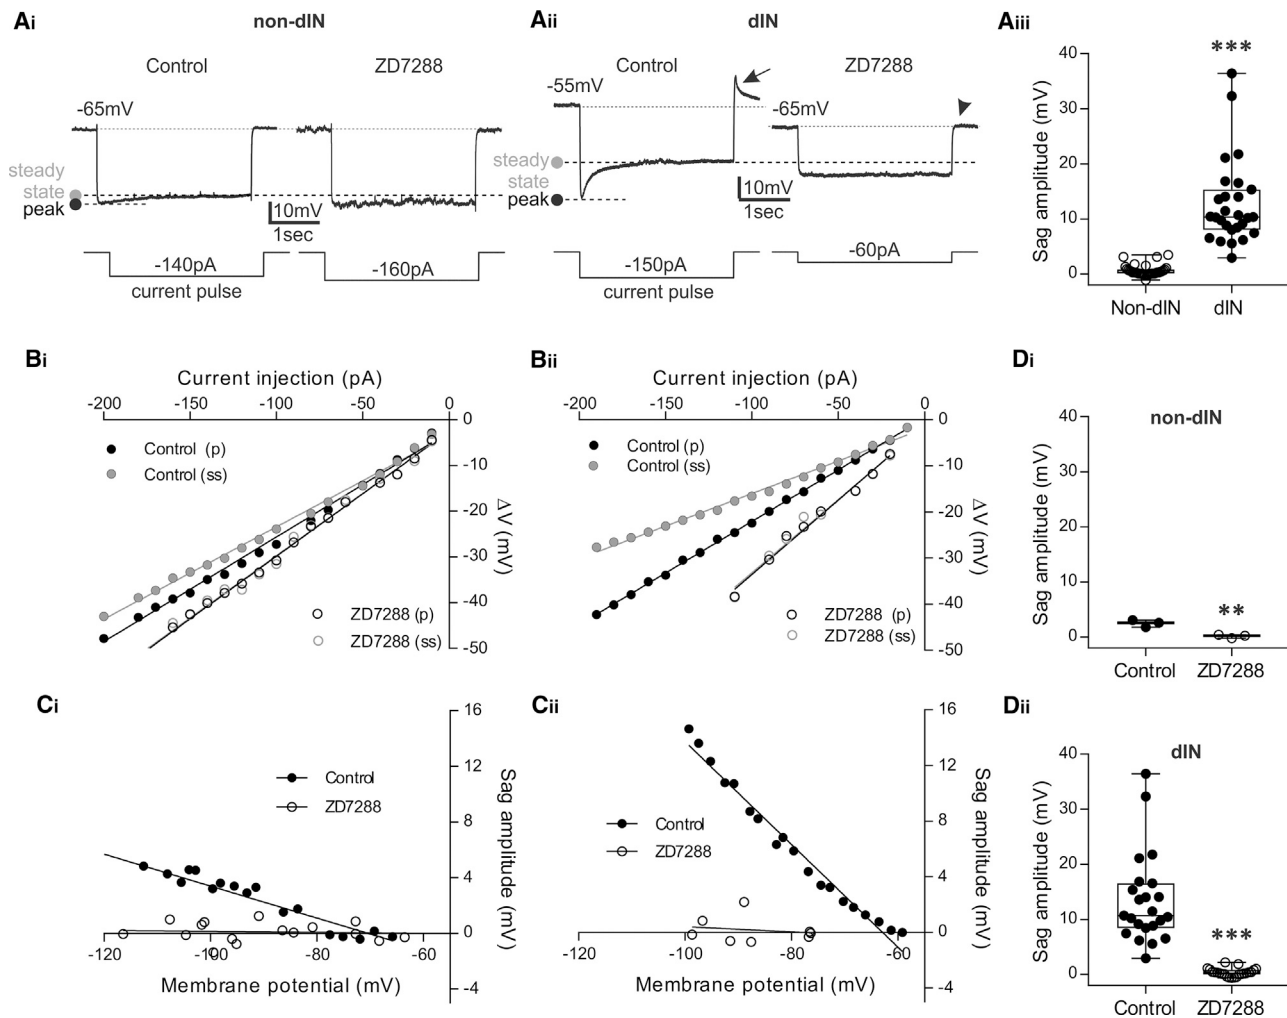 Ai
non-dIN
Control
ZD7288
-65mV
steady
state
peak
10mV
1sec
-140pA
-160pA
current pulse
Aii
dIN
Control
ZD7288
-55mV
-65mV
steady
state
peak
10mV
1sec
10mV
1sec
-150pA
-60pA
current pulse
Aiii
***
Sag amplitude (mV)
40
30
20
10
0
Non-dIN
dIN
Bi
Current injection (pA)
-200
-150
-100
-50
0
Control (p)
Control (ss)
ZD7288 (p)
ZD7288 (ss)
0
-10
-20
-30
-40
-50
ΔV (mV)
Bii
Current injection (pA)
-200
-150
-100
-50
0
Control (p)
Control (ss)
ZD7288 (p)
ZD7288 (ss)
0
-10
-20
-30
-40
-50
ΔV (mV)
Di
non-dIN
Sag amplitude (mV)
40
30
20
10
0
**
Control
ZD7288
Ci
Control
ZD7288
16
12
8
4
0
-4
Sag amplitude (mV)
-120
-100
-80
-60
Membrane potential (mV)
Cii
Control
ZD7288
16
12
8
4
0
-4
Sag amplitude (mV)
-120
-100
-80
-60
Membrane potential (mV)
Dii
dIN
Sag amplitude (mV)
40
30
20
10
0
***
Control
ZD7288